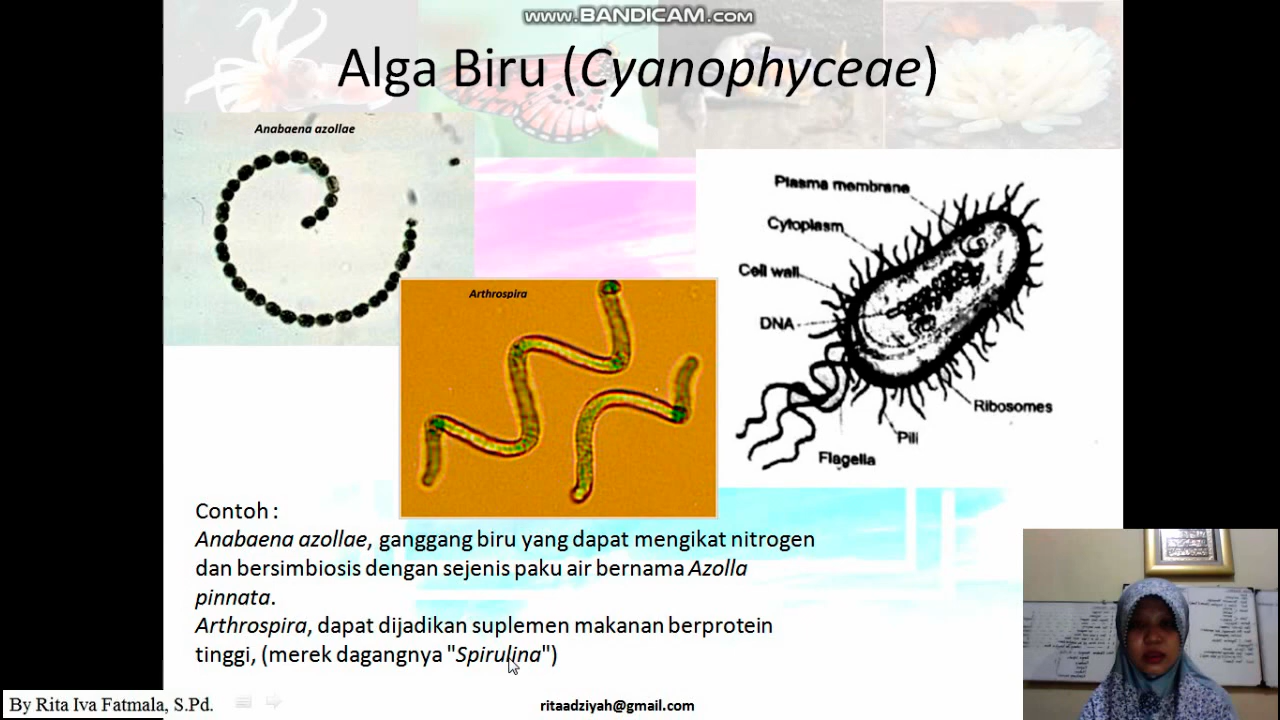 www.BANDICAM.com
Alga Biru (Cyanophyceae)
Anabaena azollae
Plasma membrane
Cytoplasm
Cell wall
DNA
Arthrospira
Ribosomes
Pili
Flagella
Contoh :
Anabaena azollae, ganggang biru yang dapat mengikat nitrogen
dan bersimbiosis dengan sejenis paku air bernama Azolla
pinnata.
Arthrospira, dapat dijadikan suplemen makanan berprotein
tinggi, (merek dagangnya "Spirulina")
By Rita Iva Fatmala, S.Pd.
ritaadziyah@gmail.com